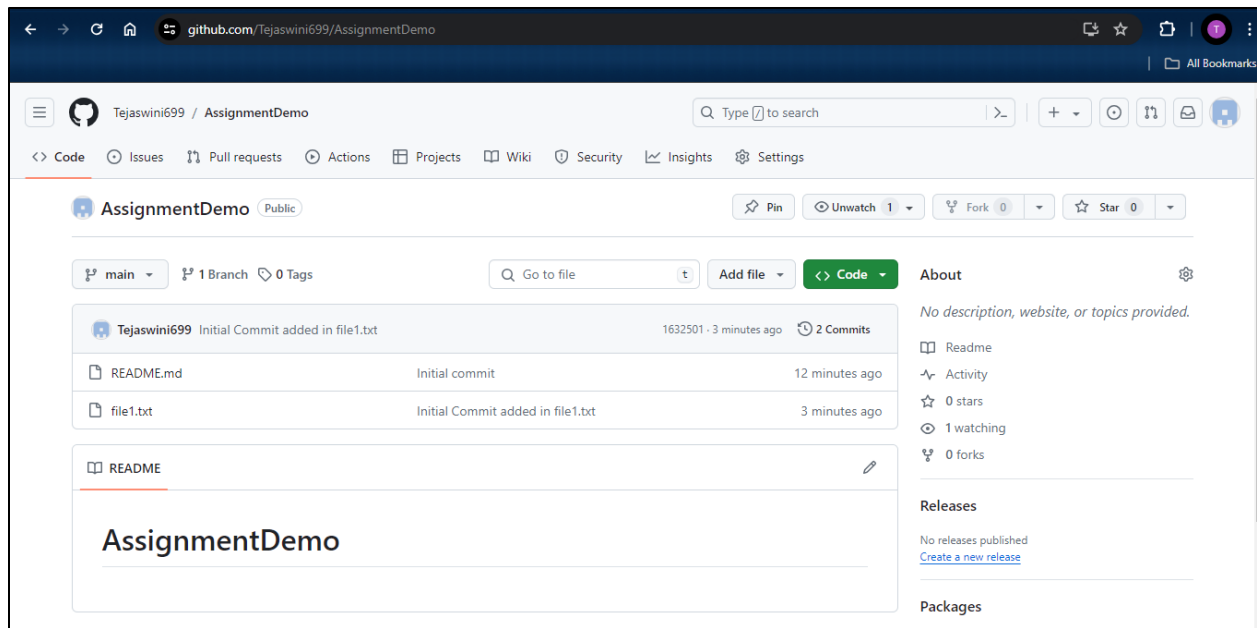 github.com/Tejaswini699/AssignmentDemo
T
All Bookmarks
Tejaswini699 / AssignmentDemo
Type / to search
Code Issues Pull requests Actions Projects Wiki Security Insights Settings
AssignmentDemo Public
Pin Unwatch 1 Fork 0 Star 0
main 1 Branch 0 Tags Go to file t Add file Code
Tejaswini699 Initial Commit added in file1.txt 1632501 · 3 minutes ago 2 Commits
README.md Initial commit 12 minutes ago
file1.txt Initial Commit added in file1.txt 3 minutes ago
README
AssignmentDemo
About
No description, website, or topics provided.
Readme
Activity
0 stars
1 watching
0 forks
Releases
No releases published
Create a new release
Packages